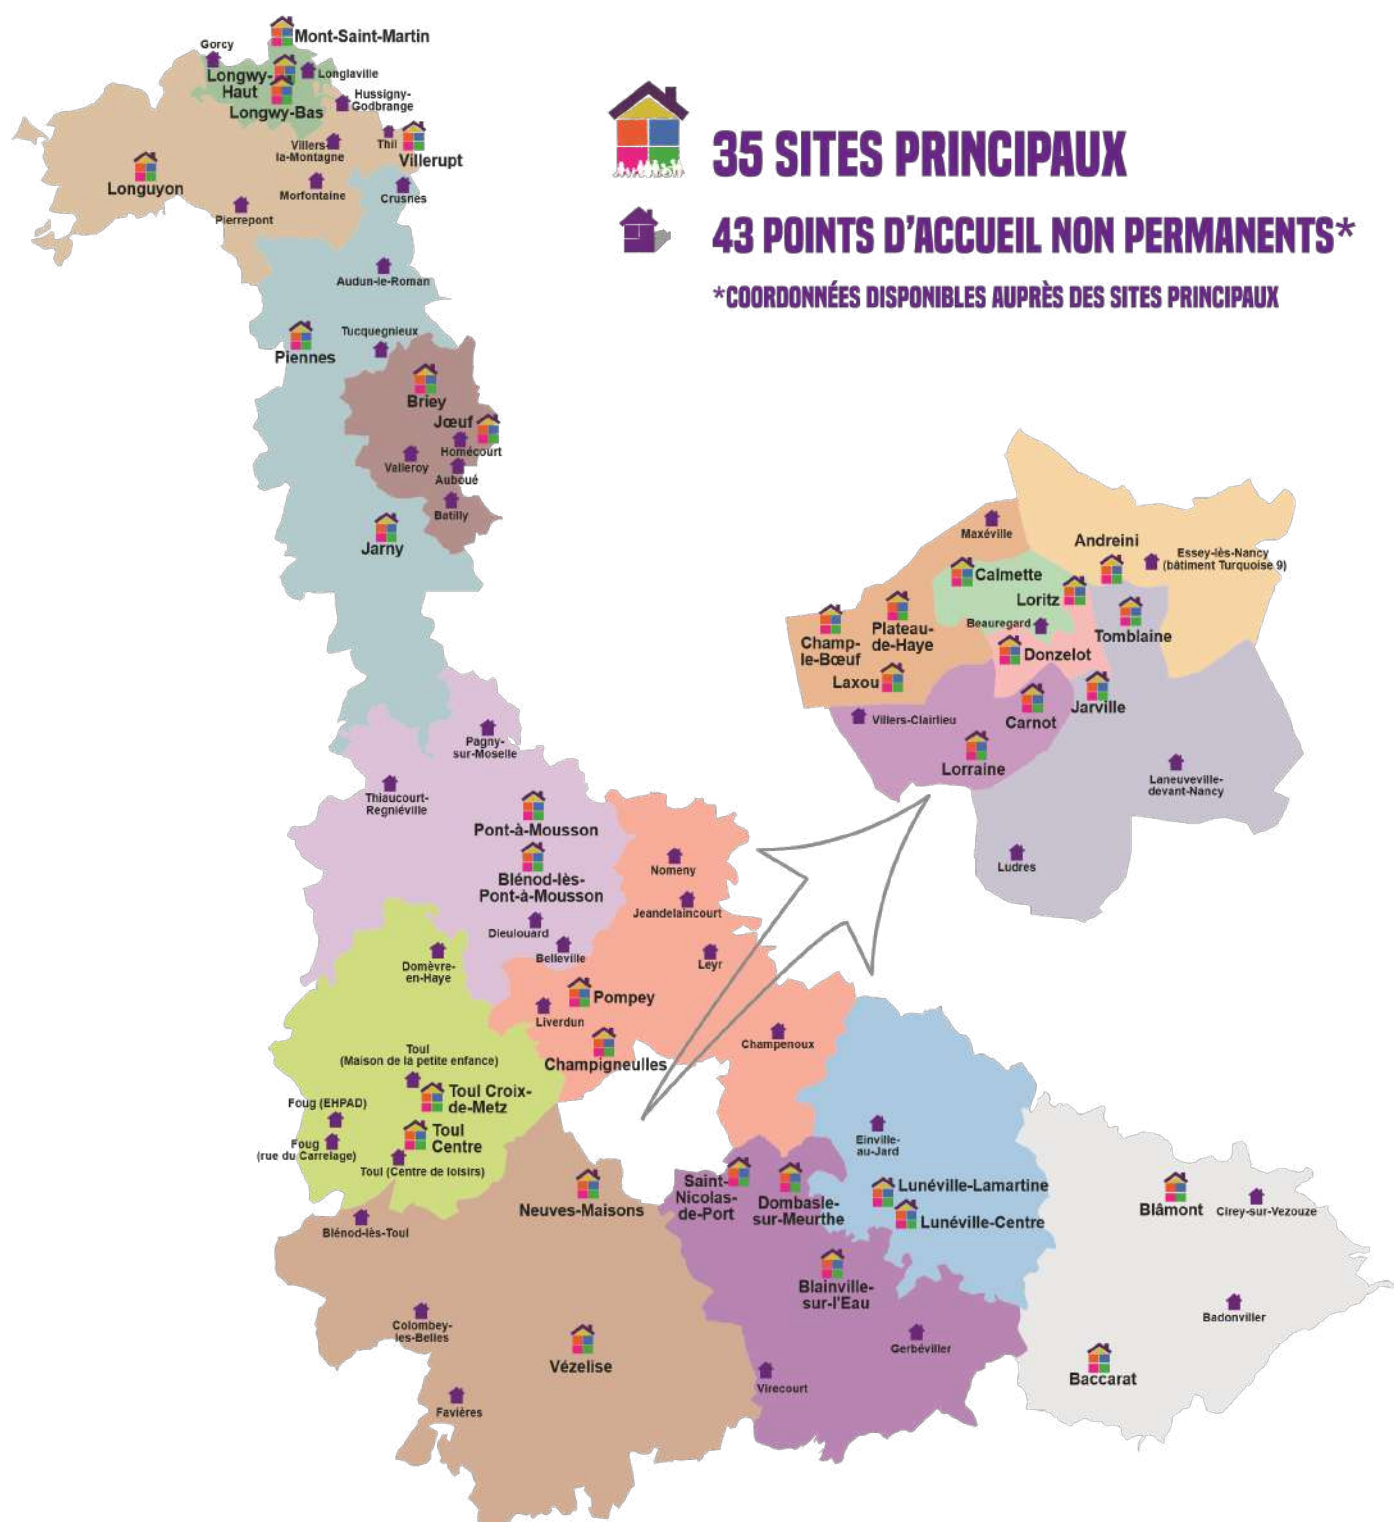 35 SITES PRINCIPAUX
43 POINTS D'ACCUEIL NON PERMANENTS*
*COORDONNÉES DISPONIBLES AUPRÈS DES SITES PRINCIPAUX
Mont-Saint-Martin
Gorcy
Longwy-
Haut
Longlaville
Longwy-Bas
Hussigny-
Godbrange
Villers-
la-Montagne
Thil
Villerupt
Longuyon
Morfontaine
Crusnes
Pierrepont
Audun-le-Roman
Tucquegnieux
Piennes
Briey
Jœuf
Homécourt
Valleroy
Auboué
Batilly
Jarny
Maxéville
Andreini
Essey-lès-Nancy
(bâtiment Turquoise 9)
Calmette
Loritz
Beauregard
Tomblaine
Champ-
le-Bœuf
Plateau-
de-Haye
Donzelot
Laxou
Jarville
Villers-Clairlieu
Carnot
Lorraine
Laneuveville-
devant-Nancy
Ludres
Pagny-
sur-Moselle
Thiaucourt-
Regniéville
Pont-à-Mousson
Blénod-lès-
Pont-à-Mousson
Nomeny
Jeandelaincourt
Dieulouard
Belleville
Leyr
Domèvre-
en-Haye
Pompey
Liverdun
Champenoux
Champigneulles
Toul
(Maison de la petite enfance)
Toul Croix-
de-Metz
Foug (EHPAD)
Toul
Centre
Foug
(rue du Carrelage)
Toul (Centre de loisirs)
Einville-
au-Jard
Saint-
Nicolas-
de-Port
Dombasle-
sur-Meurthe
Lunéville-Lamartine
Lunéville-Centre
Blâmont
Cirey-sur-Vezouze
Neuves-Maisons
Blénod-lès-Toul
Blainville-
sur-l'Eau
Badonviller
Colombey-
les-Belles
Vézelise
Gerbéviller
Baccarat
Virecourt
Favières